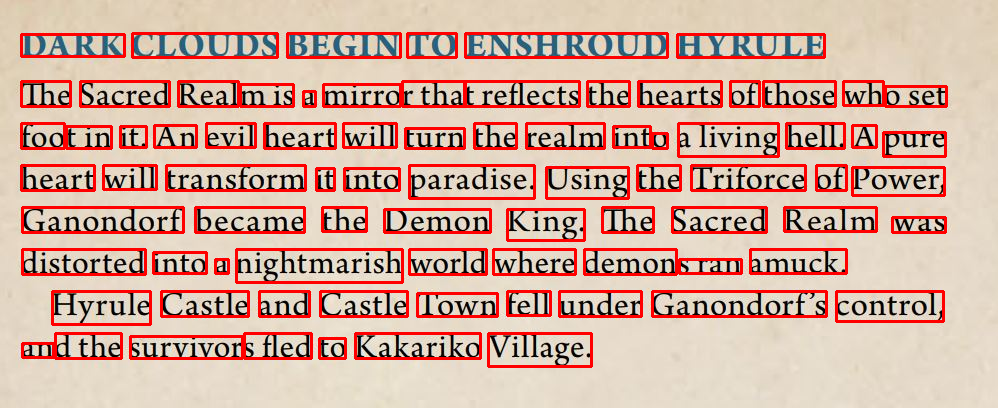 DARK CLOUDS BEGIN TO ENSHROUD HYRULE
The Sacred Realm is a mirror that reflects the hearts of those who set
foot in it. An evil heart will turn the realm into a living hell. A pure
heart will transform it into paradise. Using the Triforce of Power,
Ganondorf became the Demon King. The Sacred Realm was
distorted into a nightmarish world where demons ran amuck.
Hyrule Castle and Castle Town fell under Ganondorf's control,
and the survivors fled to Kakariko Village.